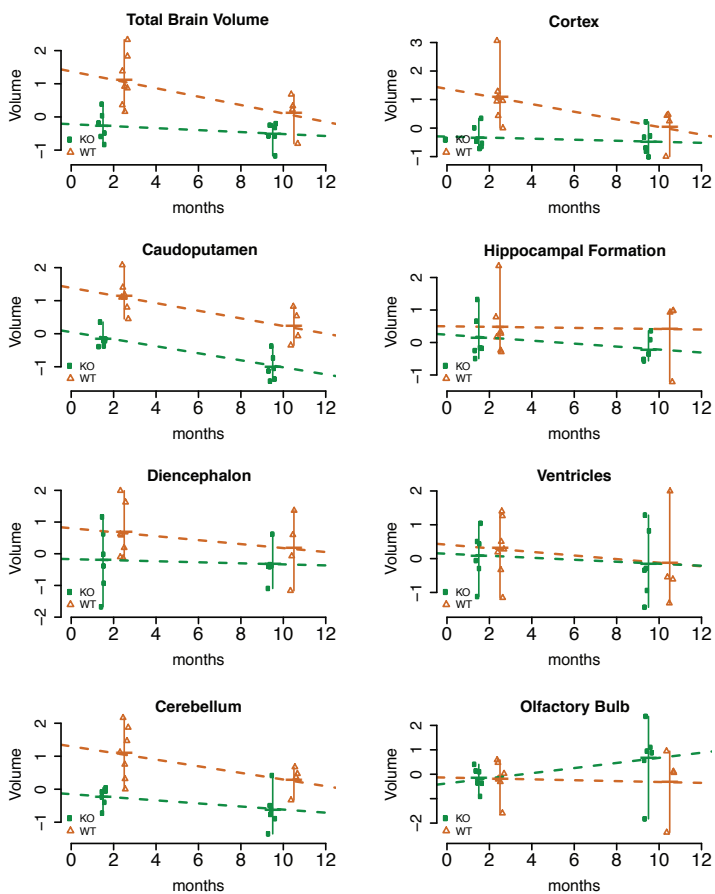 Total Brain Volume
Volume
2
1
0
−1
KO
WT
0 2 4 6 8 10 12
months
Cortex
Volume
3
2
1
0
−1
KO
WT
0 2 4 6 8 10 12
months
Caudoputamen
Volume
2
1
0
−1
KO
WT
0 2 4 6 8 10 12
months
Hippocampal Formation
Volume
2
1
0
−1
KO
WT
0 2 4 6 8 10 12
months
Diencephalon
Volume
2
1
0
−1
−2
KO
WT
0 2 4 6 8 10 12
months
Ventricles
Volume
2
1
0
−1
KO
WT
0 2 4 6 8 10 12
months
Cerebellum
Volume
2
1
0
−1
KO
WT
0 2 4 6 8 10 12
months
Olfactory Bulb
Volume
2
0
−2
KO
WT
0 2 4 6 8 10 12
months